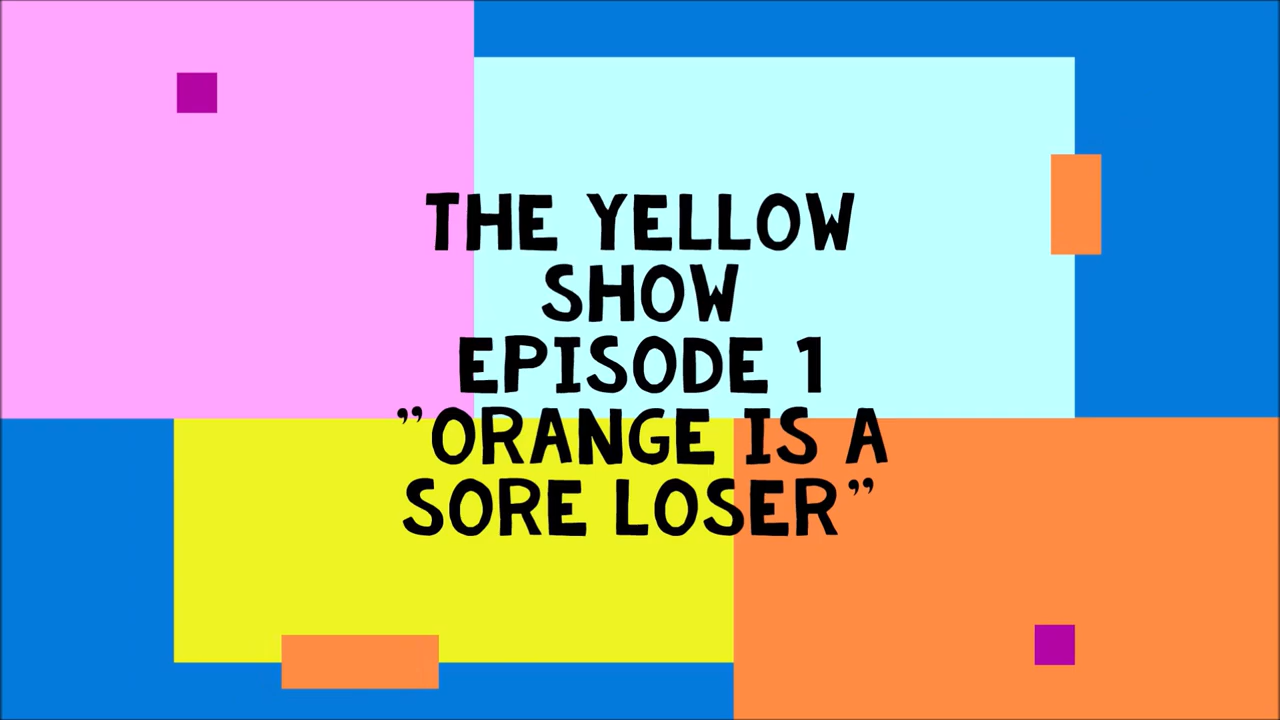 THE YELLOW
SHOW
EPISODE 1
”ORANGE IS A
SORE LOSER”